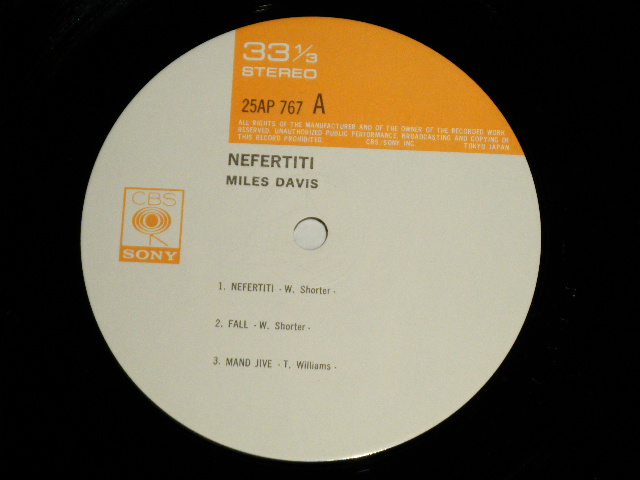 33 1/3
STEREO
25AP 767 A
ALL RIGHTS OF THE MANUFACTURER AND OF THE OWNER OF THE RECORDED WORK
RESERVED. UNAUTHORIZED PUBLIC PERFORMANCE BROADCASTING AND COPYING OF
THIS RECORD PROHIBITED CBS/SONY INC. TOKYO JAPAN
NEFERTITI
MILES DAVIS
CBS
SONY
1. NEFERTITI - W. Shorter -
2. FALL - W. Shorter -
3. MAND JIVE - T. Williams -